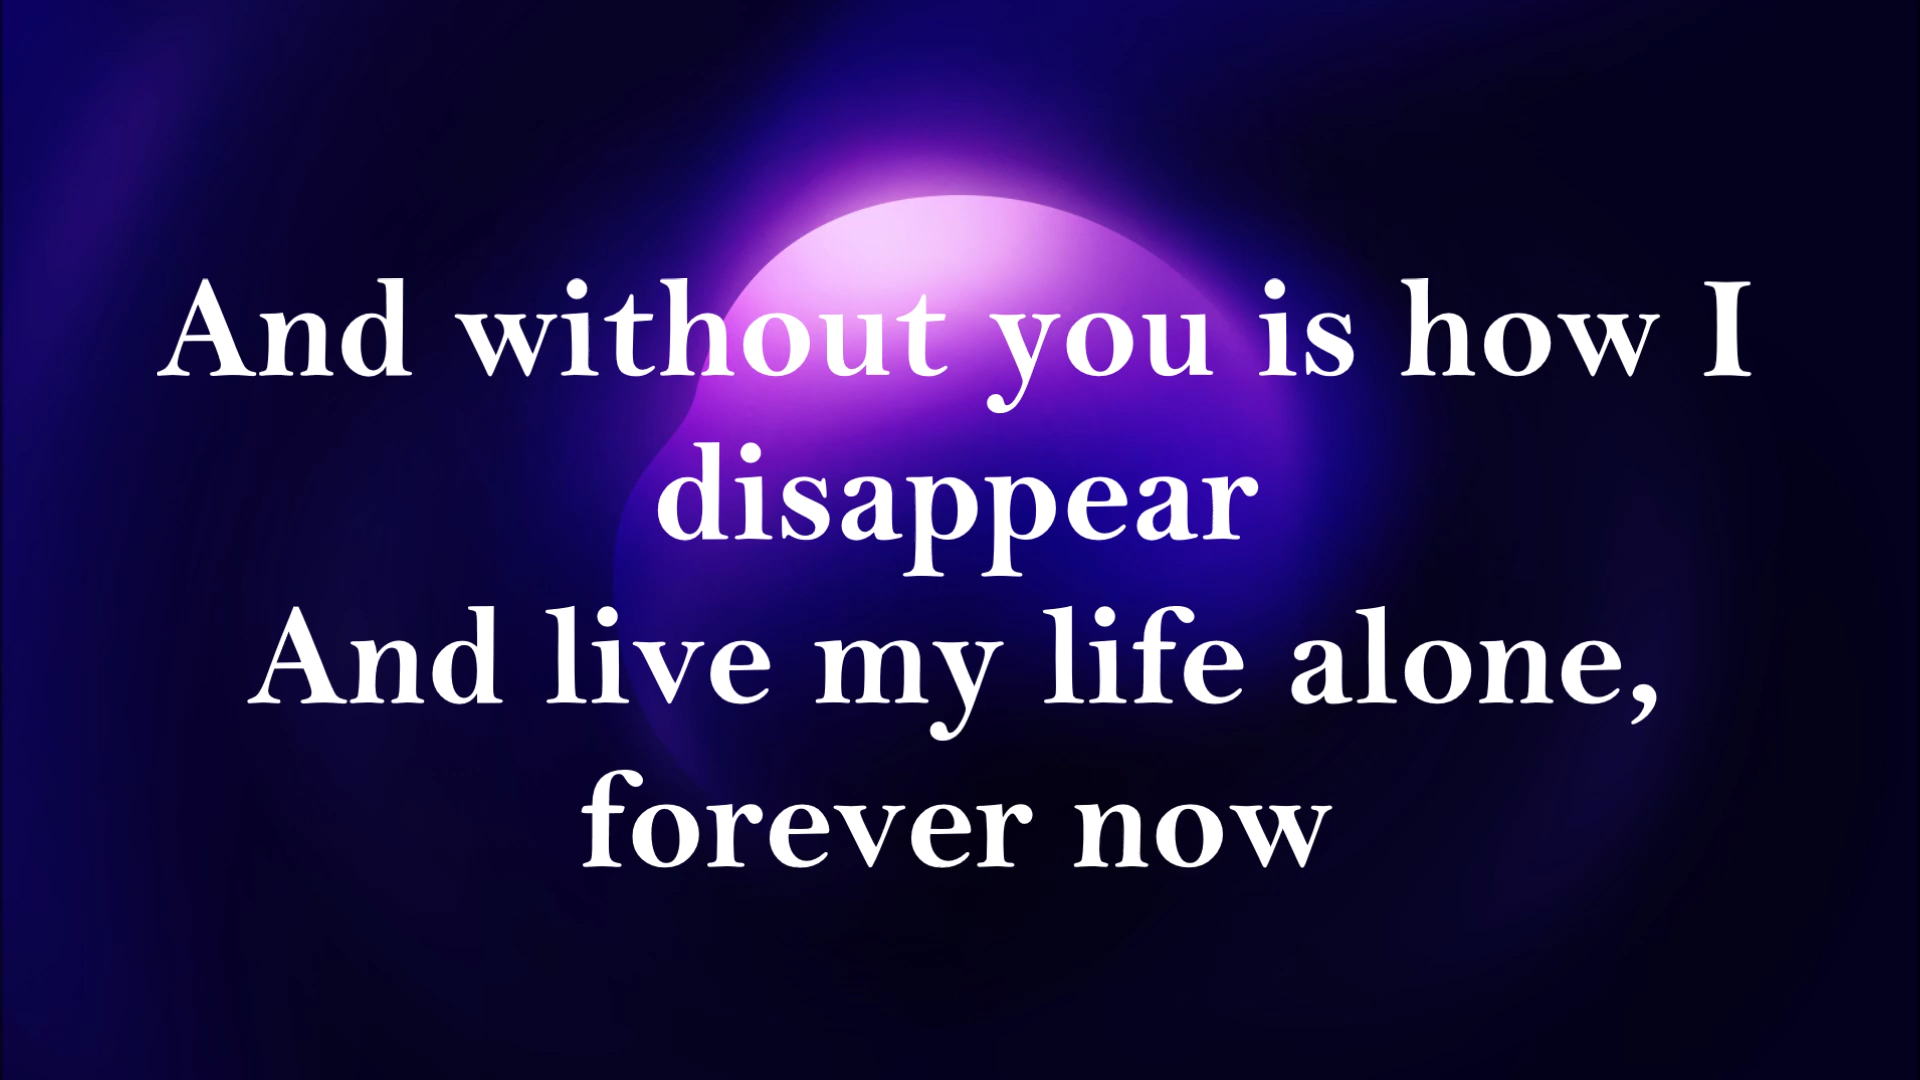 And without you is how I
disappear
And live my life alone,
forever now